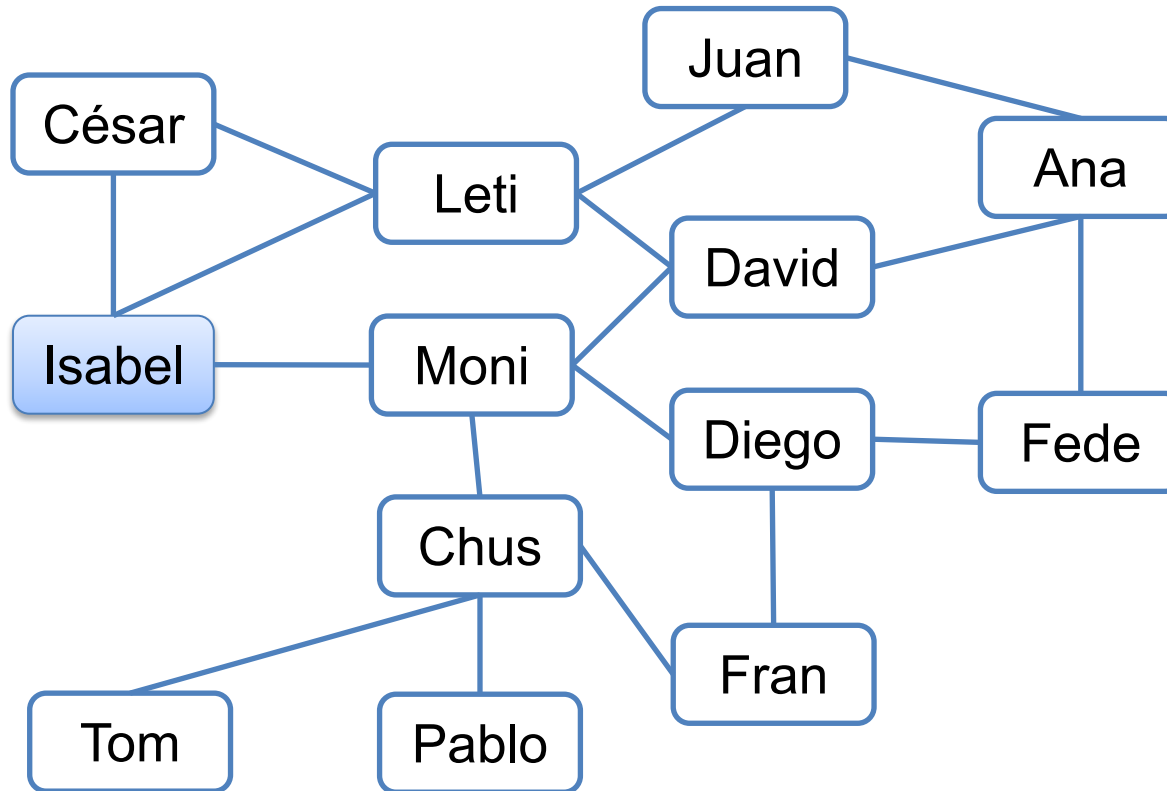 Juan
César
Ana
Leti
David
Isabel
Moni
Diego
Fede
Chus
Fran
Tom
Pablo